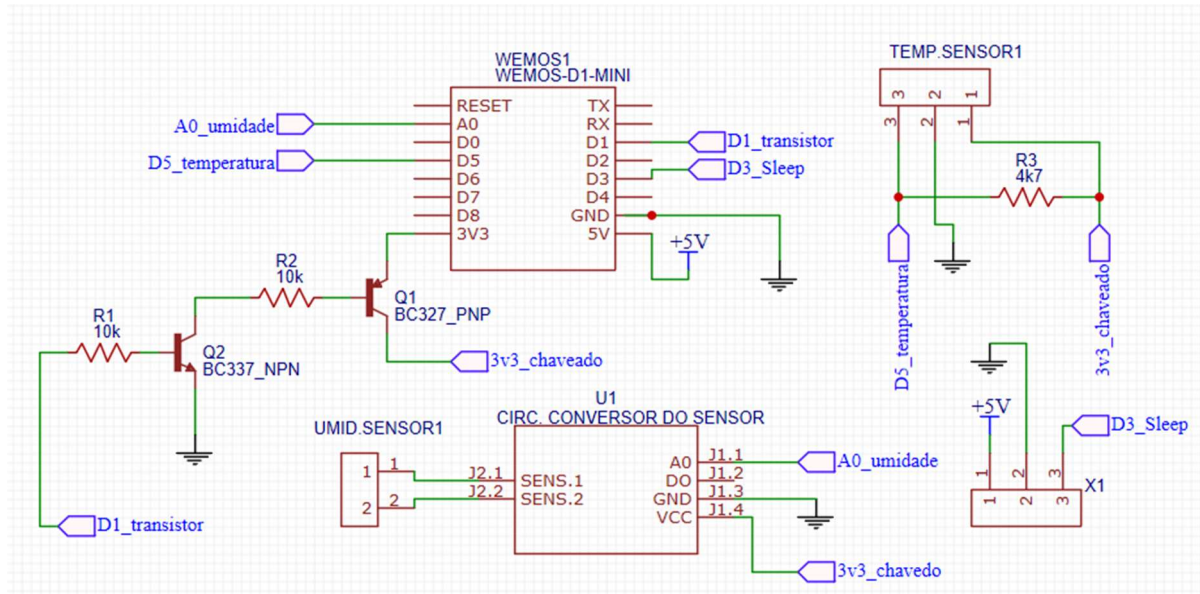 WEMOS1
WEMOS-D1-MINI
RESET
A0
D0
D5
D6
D7
D8
3V3
TX
RX
D1
D2
D3
D4
GND
5V
A0_umidade
D5_temperatura
D1_transistor
D3_Sleep
+5V
TEMP.SENSOR1
3
2
1
3
2
1
R3
4k7
D5_temperatura
3v3_chaveado
R2
10k
Q1
BC327_PNP
R1
10k
Q2
BC337_NPN
3v3_chaveado
D1_transistor
UMID.SENSOR1
1
1
2
2
U1
CIRC. CONVERSOR DO SENSOR
J2.1
J2.2
SENS.1
SENS.2
A0
DO
GND
VCC
J1.1
J1.2
J1.3
J1.4
A0_umidade
3v3_chavedo
+5V
D3_Sleep
1
2
3
1
2
3
X1